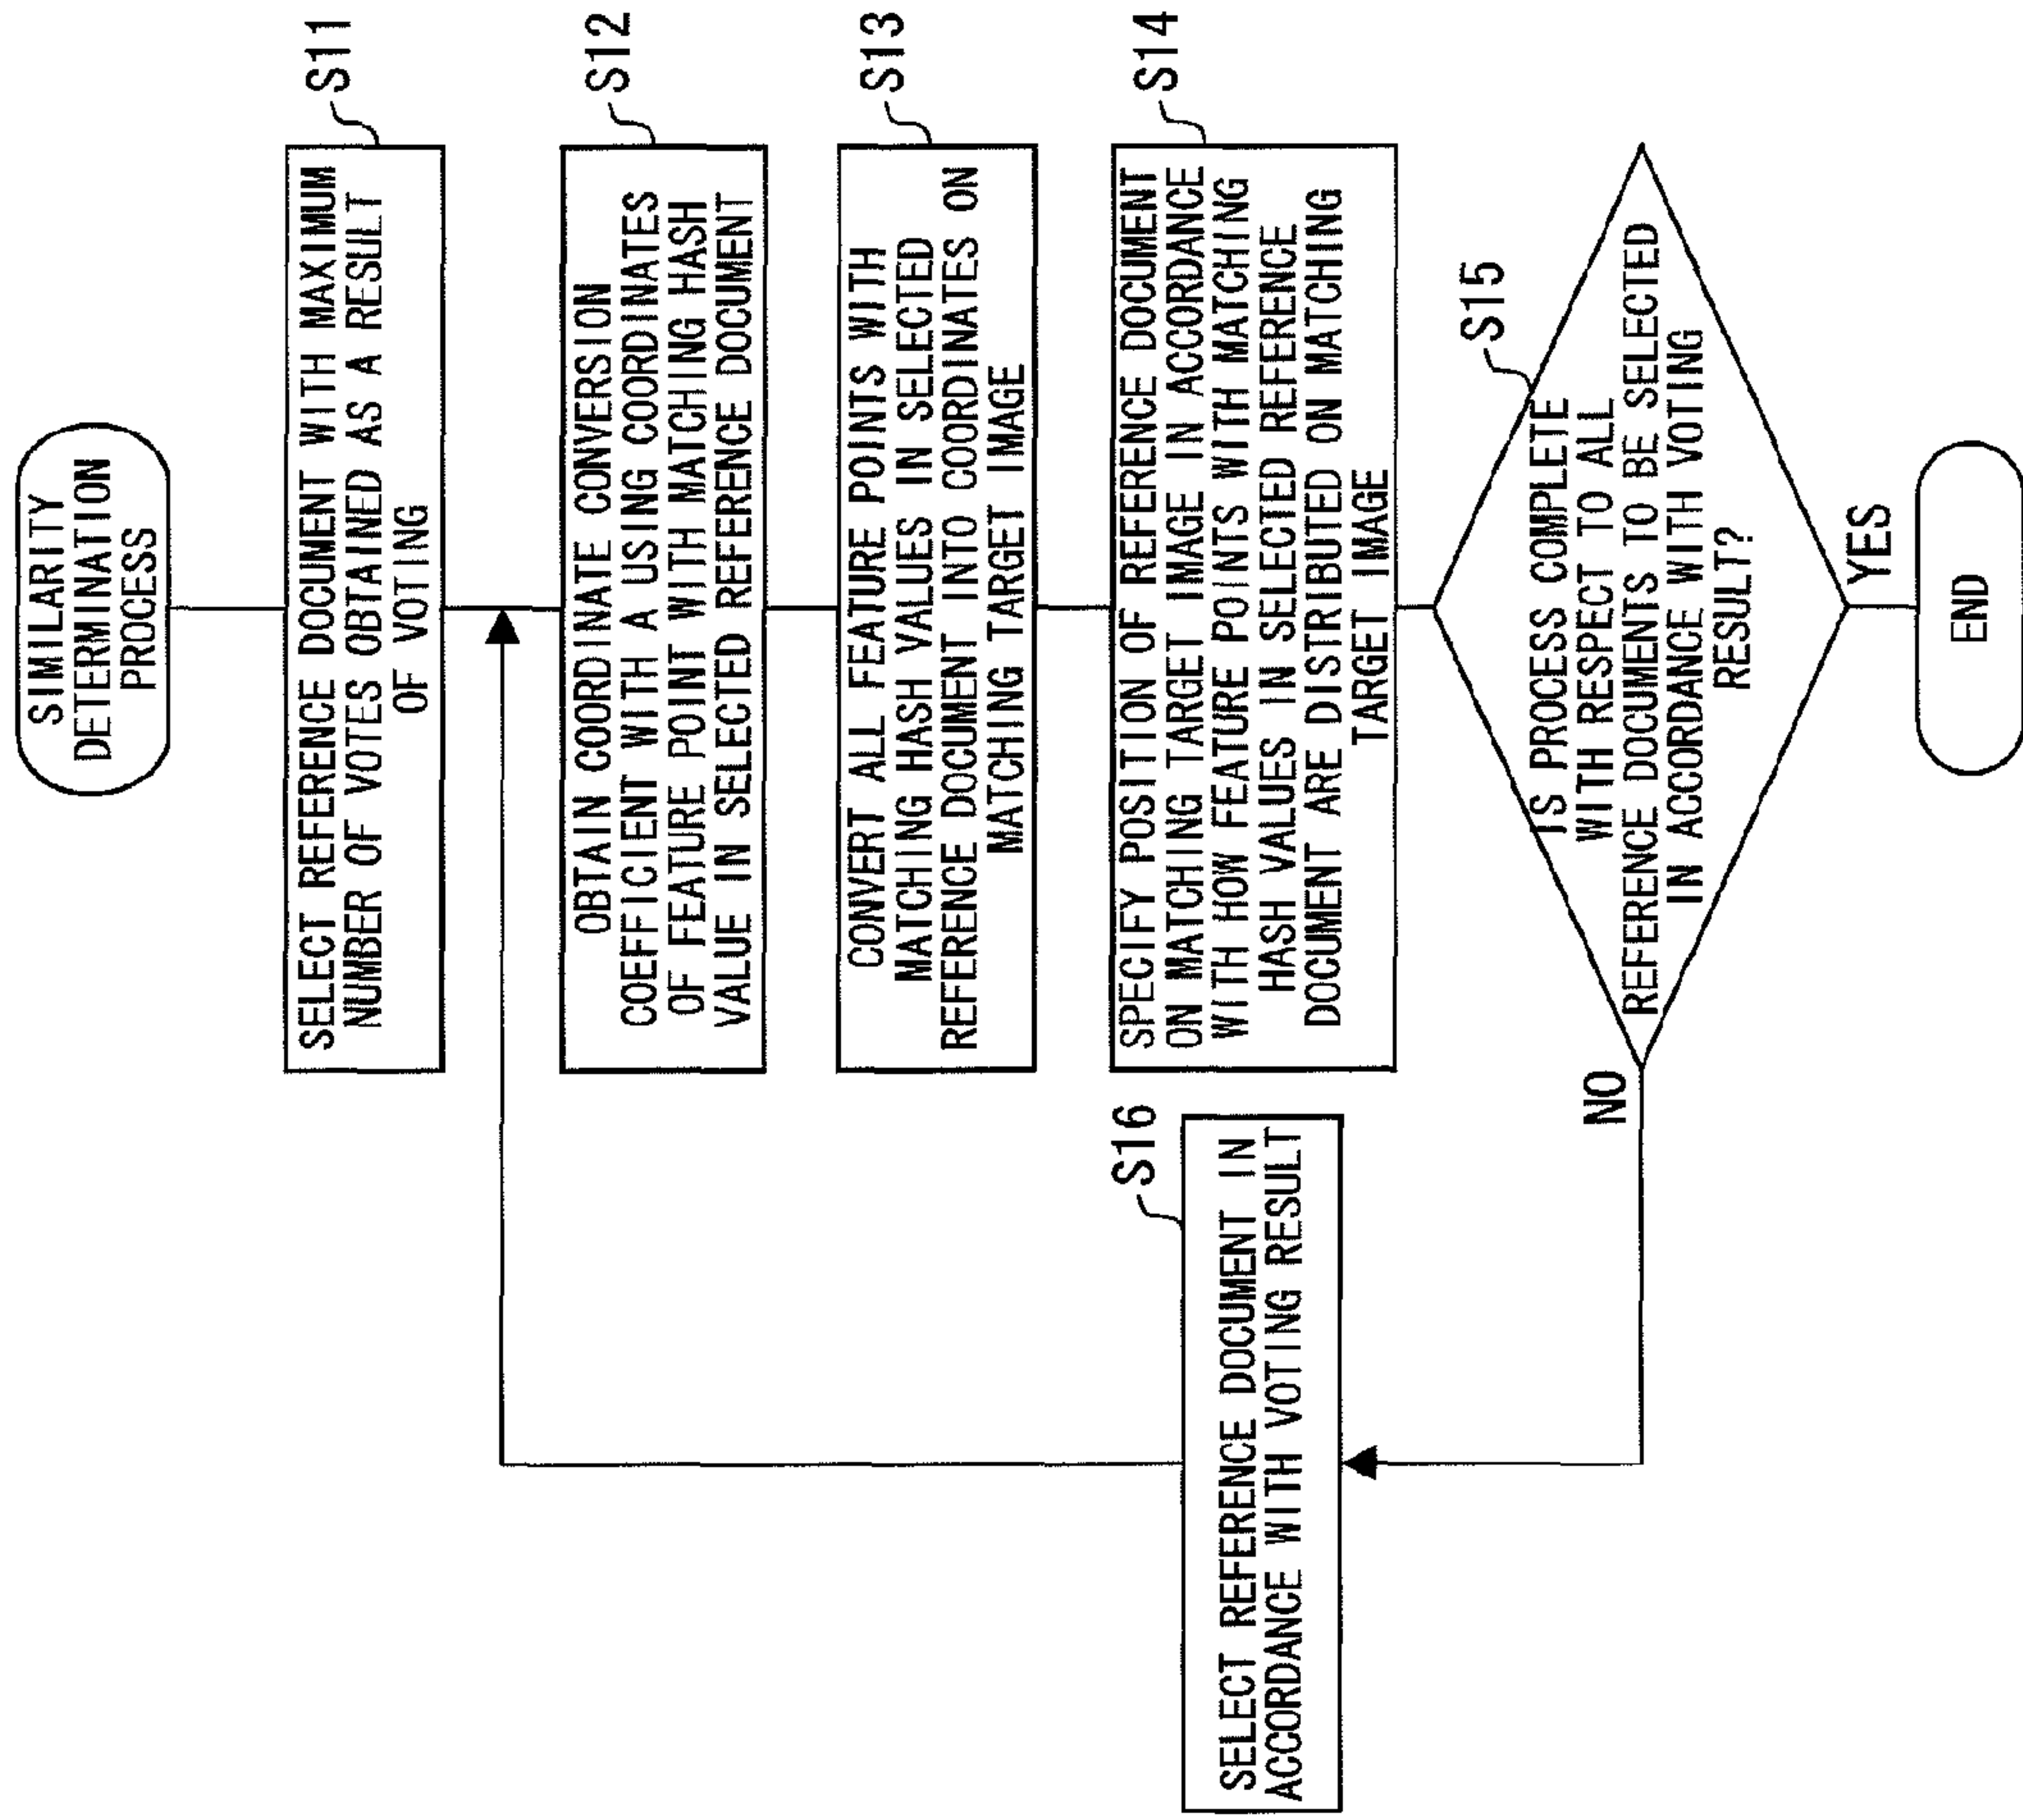 SIMILARITY
DETERMINATION
PROCESS
S11
SELECT REFERENCE DOCUMENT WITH MAXIMUM
NUMBER OF VOTES OBTAINED AS A RESULT
OF VOTING
S12
OBTAIN COORDINATE CONVERSION
COEFFICIENT WITH A USING COORDINATES
OF FEATURE POINT WITH MATCHING HASH
VALUE IN SELECTED REFERENCE DOCUMENT
S13
CONVERT ALL FEATURE POINTS WITH
MATCHING HASH VALUES IN SELECTED
REFERENCE DOCUMENT INTO COORDINATES ON
MATCHING TARGET IMAGE
S14
SPECIFY POSITION OF REFERENCE DOCUMENT
ON MATCHING TARGET IMAGE IN ACCORDANCE
WITH HOW FEATURE POINTS WITH MATCHING
HASH VALUES IN SELECTED REFERENCE
DOCUMENT ARE DISTRIBUTED ON MATCHING
TARGET IMAGE
S15
IS PROCESS COMPLETE
WITH RESPECT TO ALL
REFERENCE DOCUMENTS TO BE SELECTED
IN ACCORDANCE WITH VOTING
RESULT?
NO
YES
S16
SELECT REFERENCE DOCUMENT IN
ACCORDANCE WITH VOTING RESULT
END